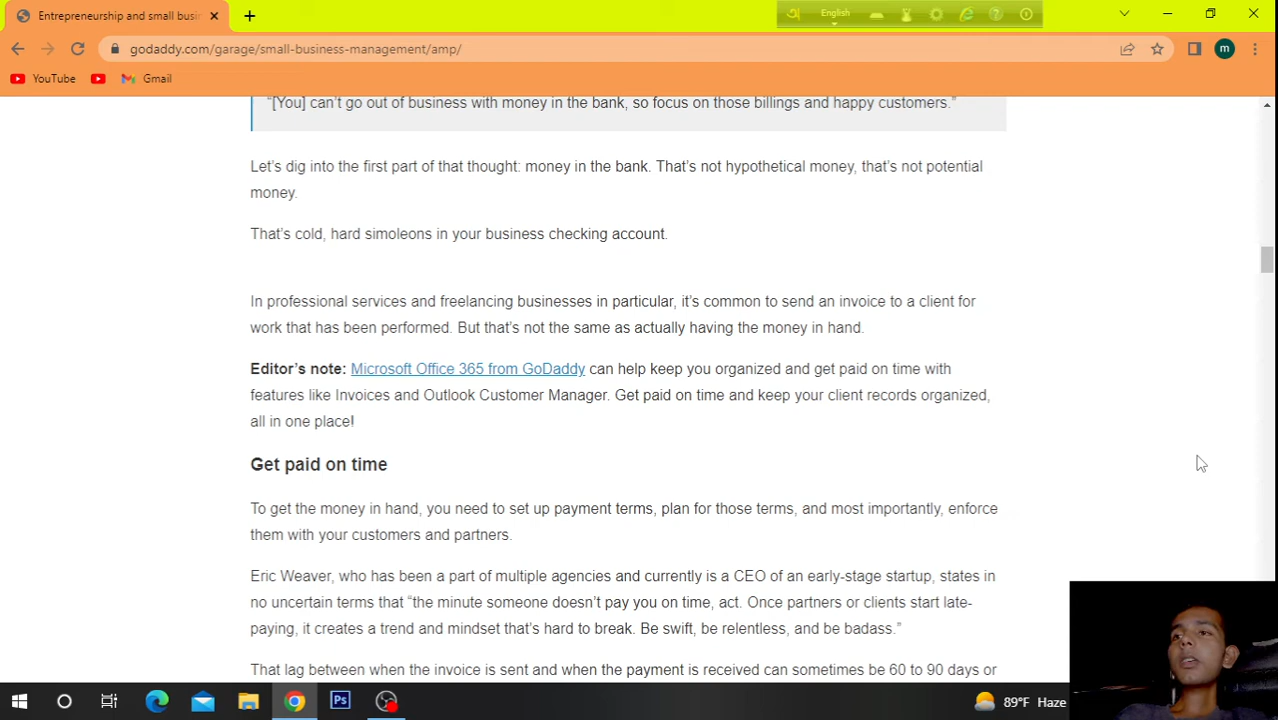 Entrepreneurship and small busin
English
godaddy.com/garage/small-business-management/amp/
m
YouTube
Gmail
“[You] can’t go out of business with money in the bank, so focus on those billings and happy customers.”
Let’s dig into the first part of that thought: money in the bank. That’s not hypothetical money, that’s not potential
money.
That’s cold, hard simoleons in your business checking account.
In professional services and freelancing businesses in particular, it’s common to send an invoice to a client for
work that has been performed. But that’s not the same as actually having the money in hand.
Editor’s note: Microsoft Office 365 from GoDaddy can help keep you organized and get paid on time with
features like Invoices and Outlook Customer Manager. Get paid on time and keep your client records organized,
all in one place!
Get paid on time
To get the money in hand, you need to set up payment terms, plan for those terms, and most importantly, enforce
them with your customers and partners.
Eric Weaver, who has been a part of multiple agencies and currently is a CEO of an early-stage startup, states in
no uncertain terms that “the minute someone doesn’t pay you on time, act. Once partners or clients start late-
paying, it creates a trend and mindset that’s hard to break. Be swift, be relentless, and be badass.”
That lag between when the invoice is sent and when the payment is received can sometimes be 60 to 90 days or
Ps
89°F Haze